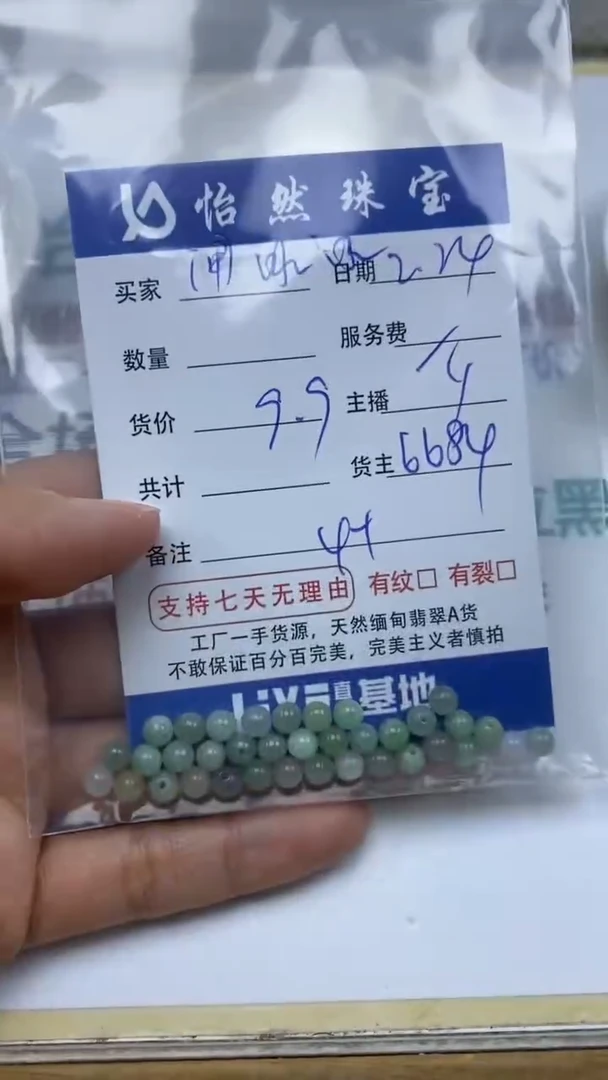 怡然珠宝
买家 日期 2.24
数量 服务费
货价 9.9 主播
共计 货主 6684
备注
支持七天无理由 有纹□ 有裂□
工厂一手货源，天然缅甸翡翠A货
不敢保证百分百完美，完美主义者慎拍
基地